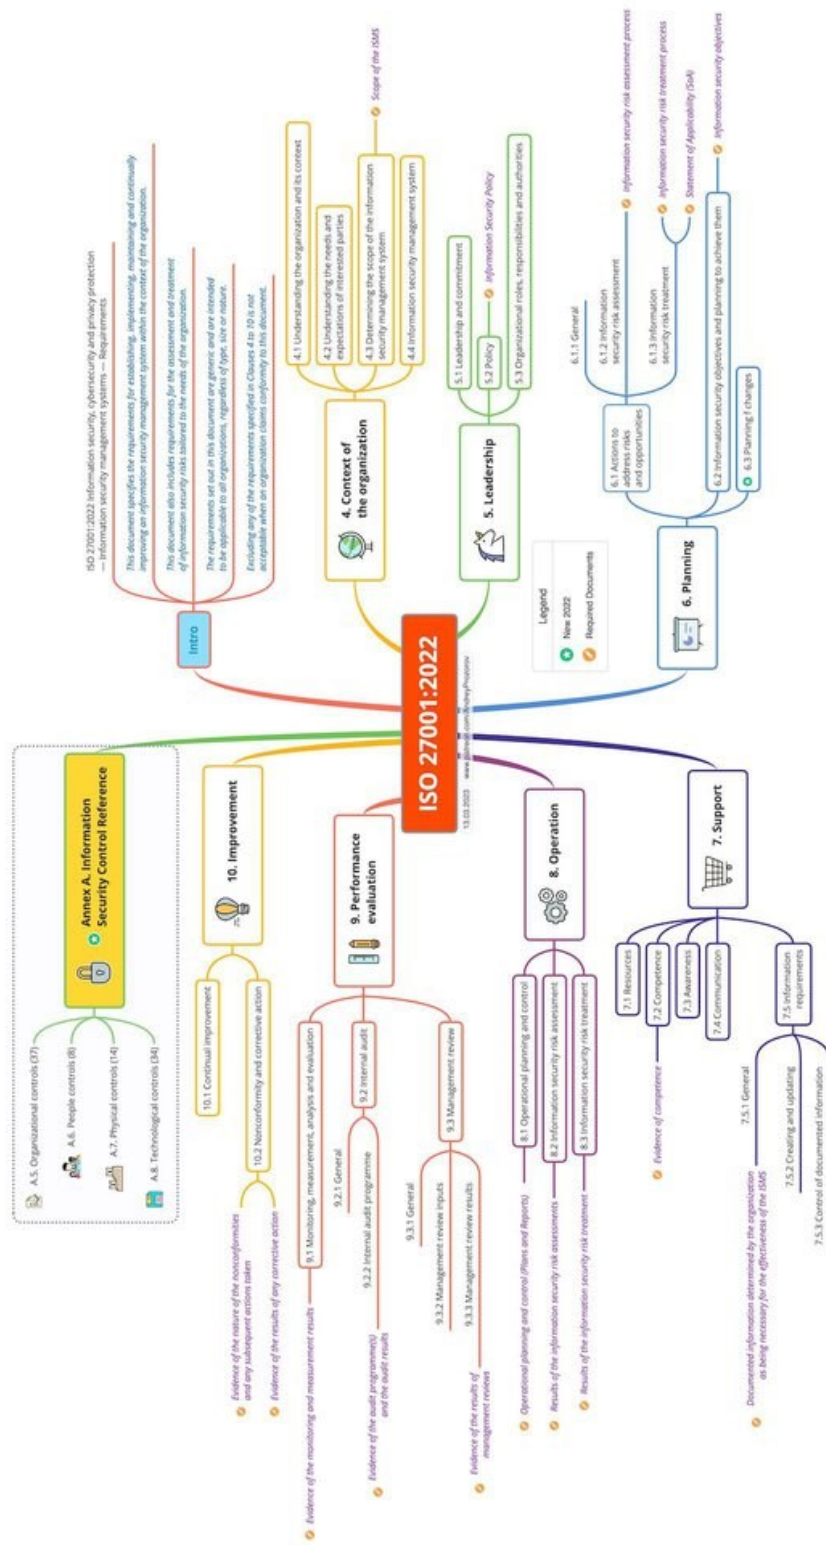 ISO 27001:2022
13.03.2023 www.patreon.com/AndreyProzorov
Intro
ISO 27001:2022 Information security, cybersecurity and privacy protection
— Information security management systems — Requirements
This document specifies the requirements for establishing, implementing, maintaining and continually
improving an information security management system within the context of the organization.
This document also includes requirements for the assessment and treatment
of information security risks tailored to the needs of the organization.
The requirements set out in this document are generic and are intended
to be applicable to all organizations, regardless of type, size or nature.
Excluding any of the requirements specified in Clauses 4 to 10 is not
acceptable when an organization claims conformity to this document.
4. Context of
the organization
4.1 Understanding the organization and its context
4.2 Understanding the needs and
expectations of interested parties
4.3 Determining the scope of the information
security management system
Scope of the ISMS
4.4 Information security management system
5. Leadership
5.1 Leadership and commitment
5.2 Policy
Information Security Policy
5.3 Organizational roles, responsibilities and authorities
Legend
New 2022
Required Documents
6. Planning
6.1 Actions to
address risks
and opportunities
6.1.1 General
6.1.2 Information
security risk assessment
Information security risk assessment process
6.1.3 Information
security risk treatment
Information security risk treatment process
Statement of Applicability (SoA)
6.2 Information security objectives and planning to achieve them
Information security objectives
6.3 Planning f changes
Annex A. Information
Security Control Reference
A.5. Organizational controls (37)
A.6. People controls (8)
A.7. Physical controls (14)
A.8. Technological controls (34)
10. Improvement
10.1 Continual improvement
10.2 Nonconformity and corrective action
Evidence of the nature of the nonconformities
and any subsequent actions taken
Evidence of the results of any corrective action
9. Performance
evaluation
9.1 Monitoring, measurement, analysis and evaluation
Evidence of the monitoring and measurement results
9.2 Internal audit
9.2.1 General
9.2.2 Internal audit programme
Evidence of the audit programme(s)
and the audit results
9.3 Management review
9.3.1 General
9.3.2 Management review inputs
9.3.3 Management review results
Evidence of the results of
management reviews
8. Operation
8.1 Operational planning and control
Operational planning and control (Plans and Reports)
8.2 Information security risk assessment
Results of the information security risk assessments
8.3 Information security risk treatment
Results of the information security risk treatment
7. Support
7.1 Resources
7.2 Competence
Evidence of competence
7.3 Awareness
7.4 Communication
7.5 Information
requirements
7.5.1 General
Documented information determined by the organization
as being necessary for the effectiveness of the ISMS
7.5.2 Creating and updating
7.5.3 Control of documented information